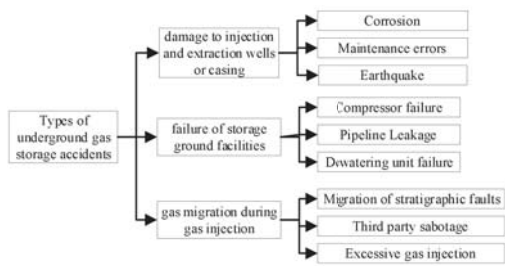 Types of
underground gas
storage accidents
damage to injection
and extraction wells
or casing
Corrosion
Maintenance errors
Earthquake
failure of storage
ground facilities
Compressor failure
Pipeline Leakage
Dewatering unit failure
gas migration during
gas injection
Migration of stratigraphic faults
Third party sabotage
Excessive gas injection